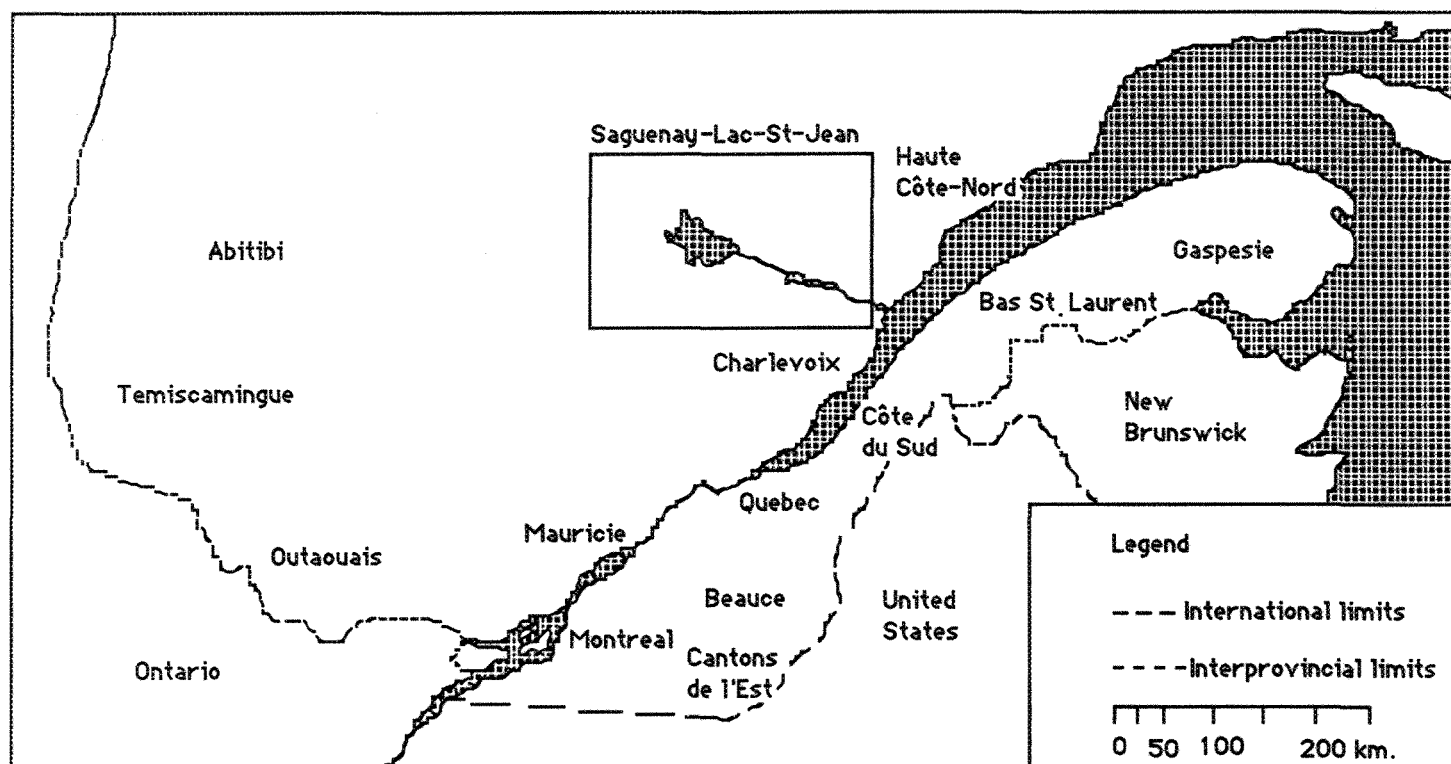 Saguenay-Lac-St-Jean
Haute
Côte-Nord
Abitibi
Gaspesie
Bas St. Laurent
Charlevoix
Temiscamingue
New
Brunswick
Côte
du Sud
Quebec
Mauricie
Outaouais
Beauce
United
States
Montreal
Ontario
Cantons
de l'Est
Legend
International limits
Interprovincial limits
0 50 100 200 km.